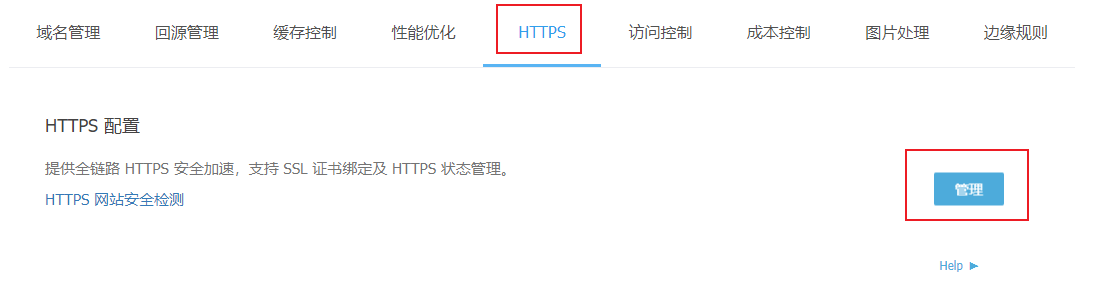 域名管理 回源管理 缓存控制 性能优化 HTTPS 访问控制 成本控制 图片处理 边缘规则
HTTPS 配置
提供全链路 HTTPS 安全加速，支持 SSL 证书绑定及 HTTPS 状态管理。
HTTPS 网站安全检测
管理
Help ▶